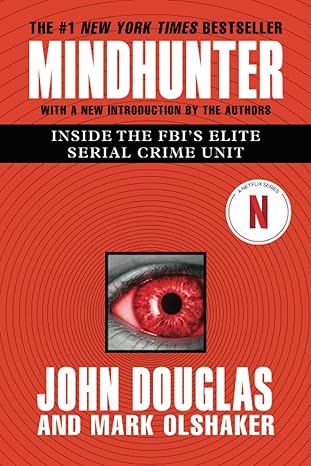 THE #1 NEW YORK TIMES BESTSELLER
MINDHUNTER
WITH A NEW INTRODUCTION BY THE AUTHORS
INSIDE THE FBI'S ELITE
SERIAL CRIME UNIT
A NETFLIX SERIES
N
JOHN DOUGLAS
AND MARK OLSHAKER